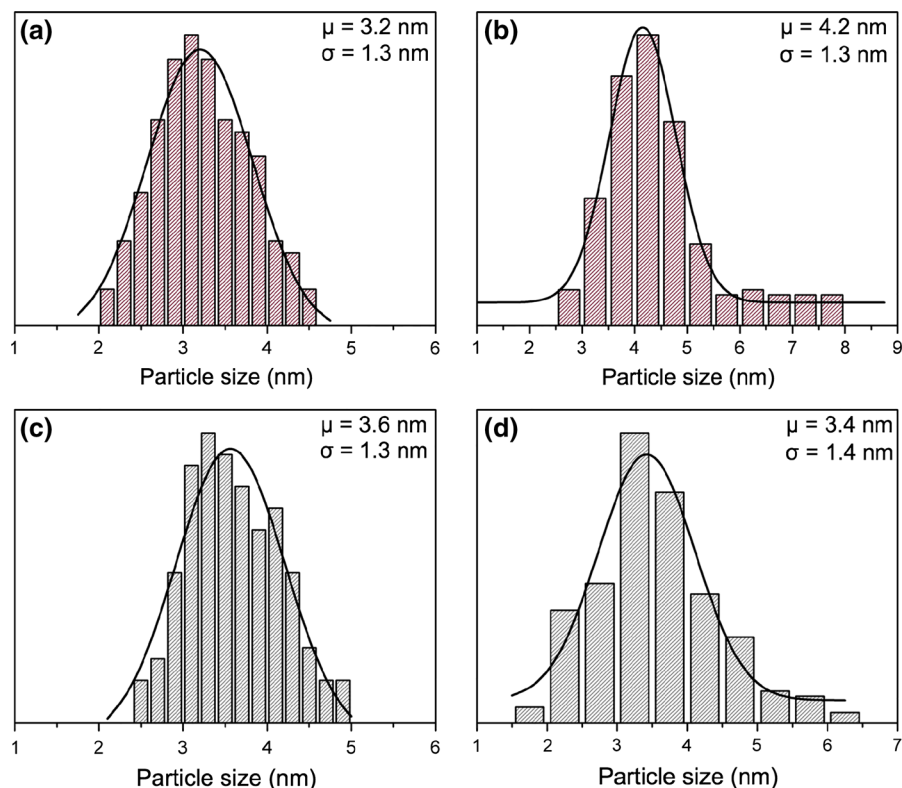 (a)
μ = 3.2 nm
σ = 1.3 nm
1 2 3 4 5 6
Particle size (nm)
(b)
μ = 4.2 nm
σ = 1.3 nm
1 2 3 4 5 6 7 8 9
Particle size (nm)
(c)
μ = 3.6 nm
σ = 1.3 nm
1 2 3 4 5 6
Particle size (nm)
(d)
μ = 3.4 nm
σ = 1.4 nm
1 2 3 4 5 6 7
Particle size (nm)